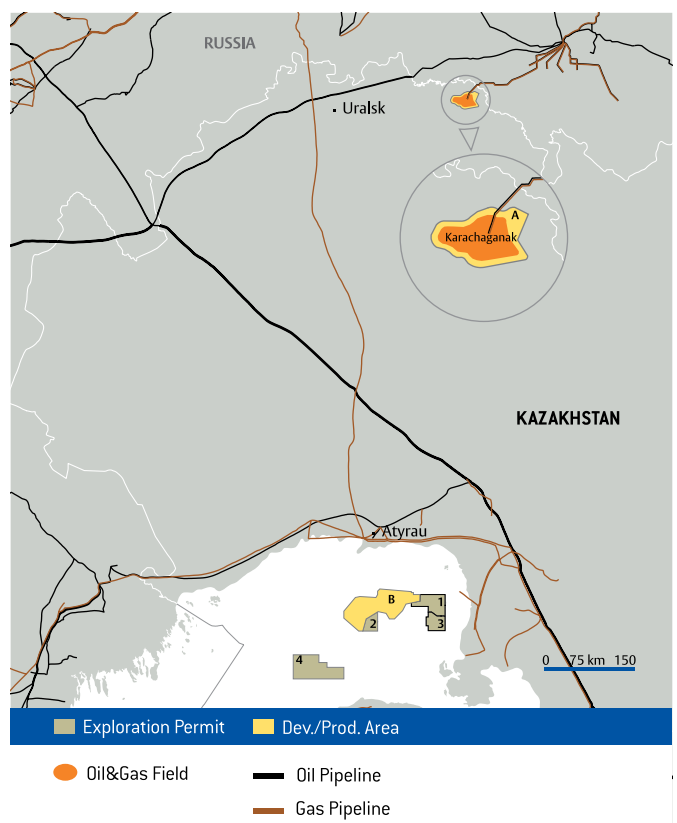 RUSSIA
Uralsk
A
Karachaganak
KAZAKHSTAN
Atyrau
B
1
2
3
4
0 75 km 150
Exploration Permit
Dev./Prod. Area
Oil&Gas Field
Oil Pipeline
Gas Pipeline